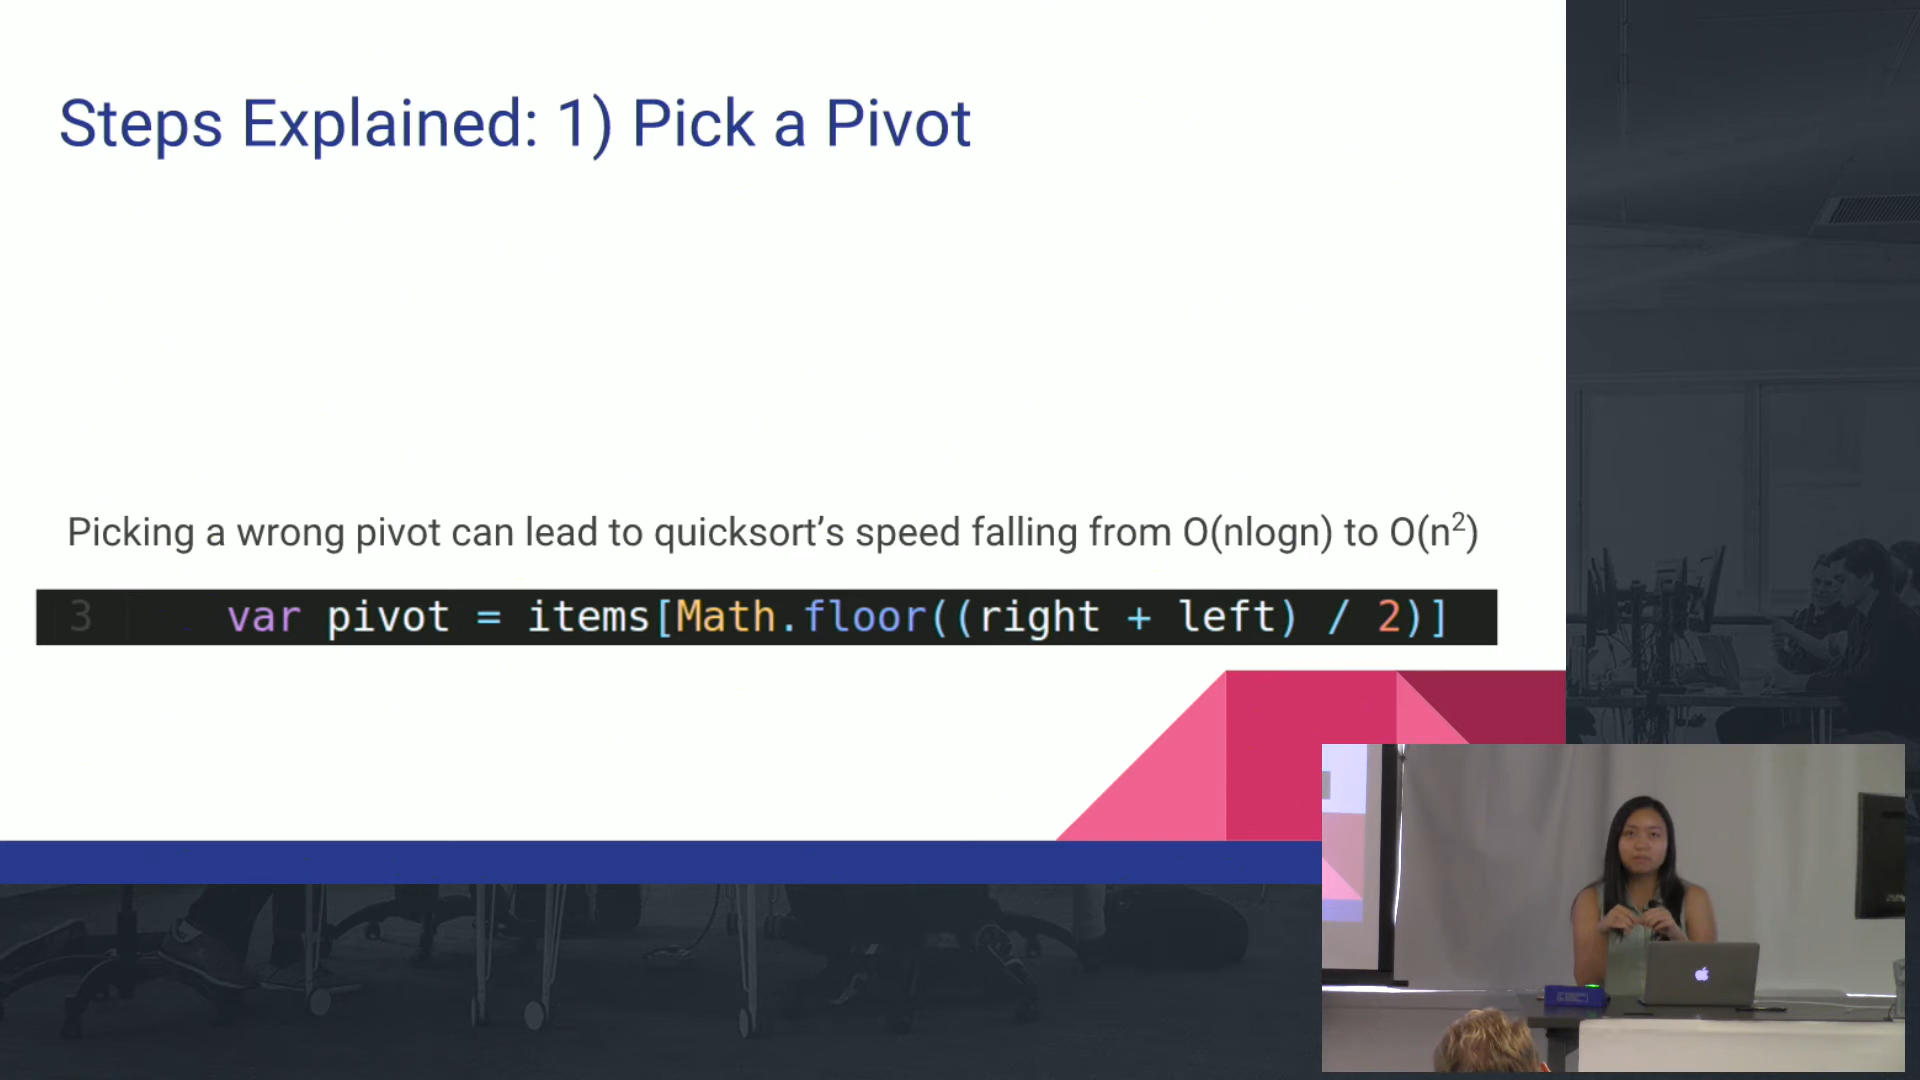 Steps Explained: 1) Pick a Pivot
Picking a wrong pivot can lead to quicksort’s speed falling from O(nlogn) to O(n²)
3 var pivot = items[Math.floor((right + left) / 2)]